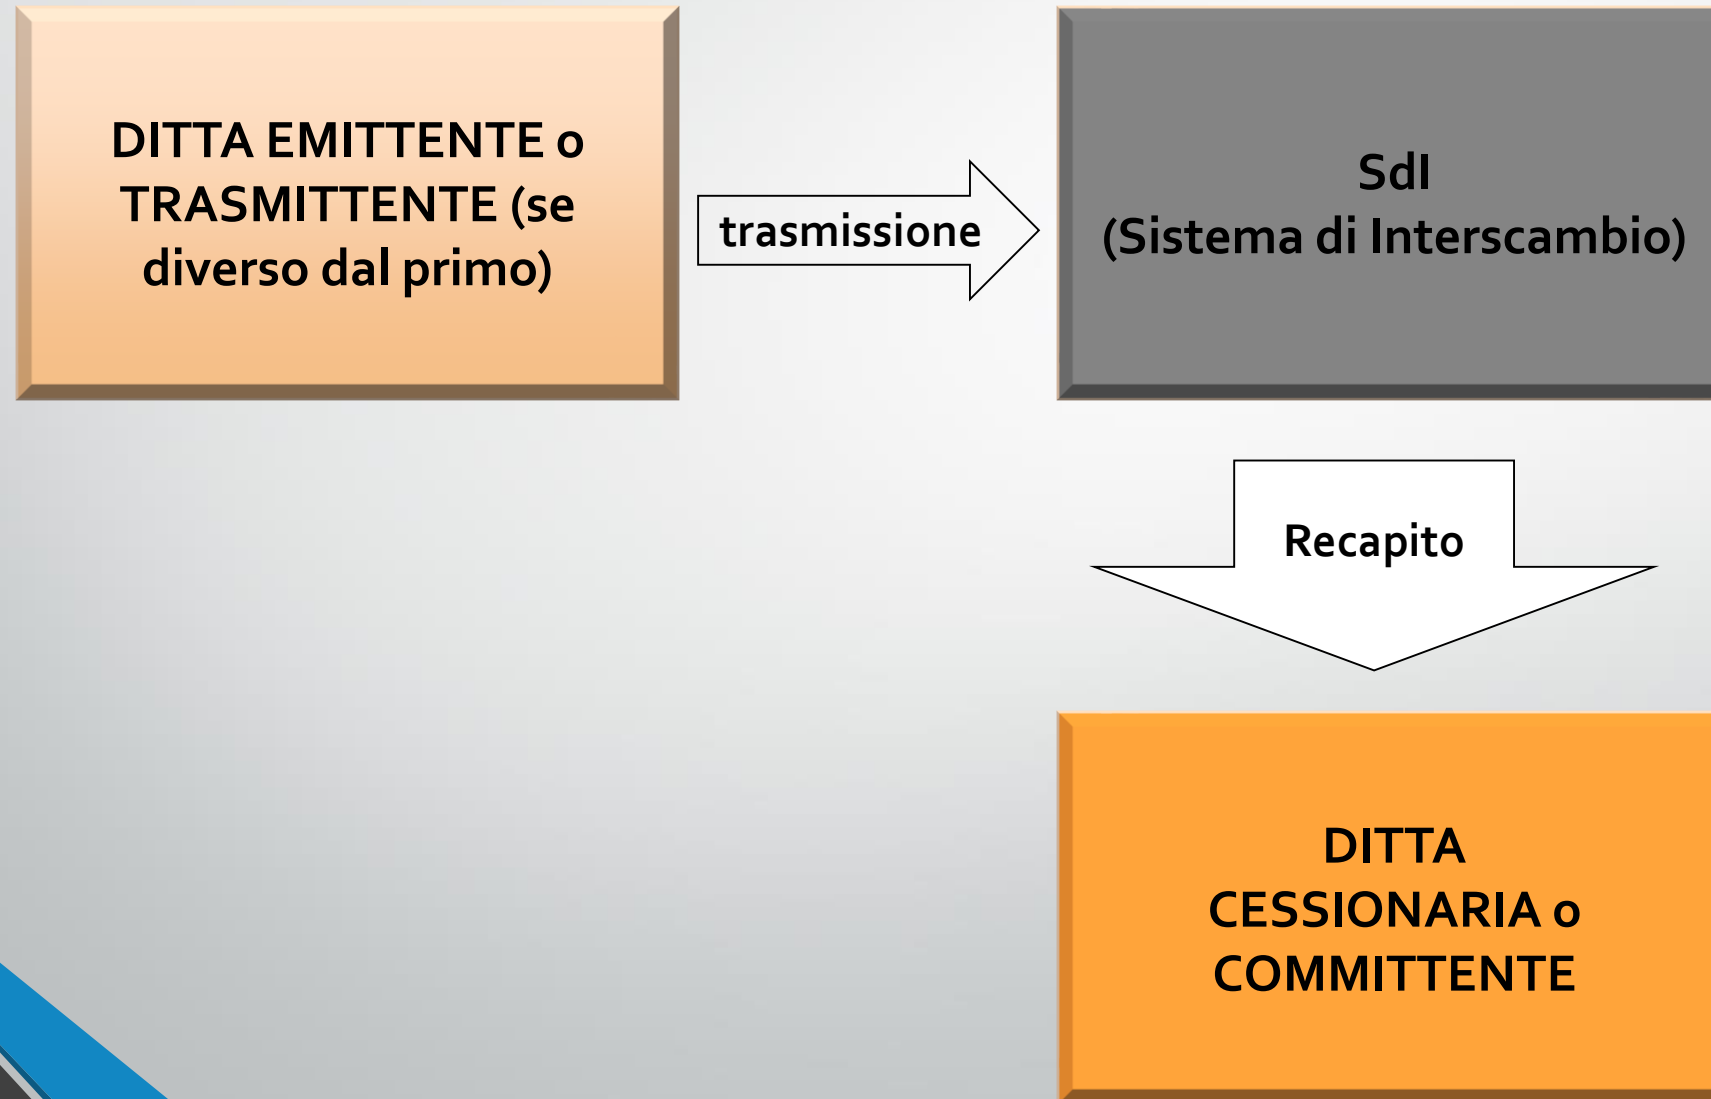 DITTA EMITTENTE o
TRASMITTENTE (se
diverso dal primo)
trasmissione
SdI
(Sistema di Interscambio)
Recapito
DITTA
CESSIONARIA o
COMMITTENTE